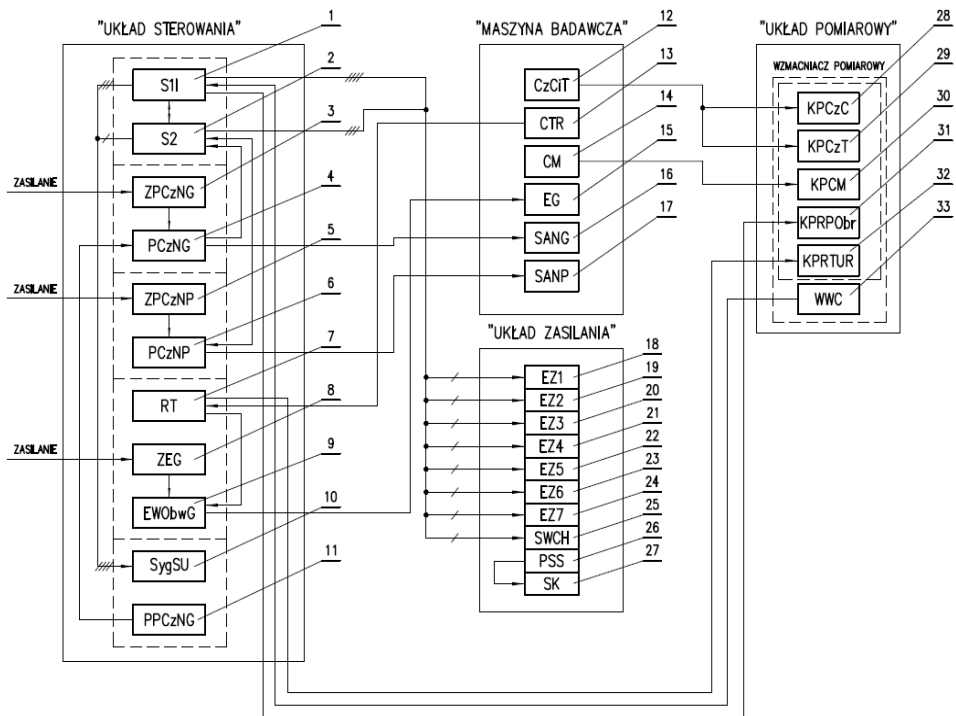 "UKŁAD STEROWANIA"
1
2
3
4
5
6
7
8
9
10
11
S1I
S2
ZASILANIE
ZPCzNG
PCzNG
ZASILANIE
ZPCzNP
PCzNP
RT
ZASILANIE
ZEG
EWObwG
SygSU
PPCzNG
"MASZYNA BADAWCZA"
12
13
14
15
16
17
CzCiT
CTR
CM
EG
SANG
SANP
"UKŁAD ZASILANIA"
18
19
20
21
22
23
24
25
26
27
EZ1
EZ2
EZ3
EZ4
EZ5
EZ6
EZ7
SWCH
PSS
SK
"UKŁAD POMIAROWY"
28
29
30
31
32
33
WZMACNIACZ POMIAROWY
KPCzC
KPCzT
KPCM
KPRPObr
KPRTUR
WWC